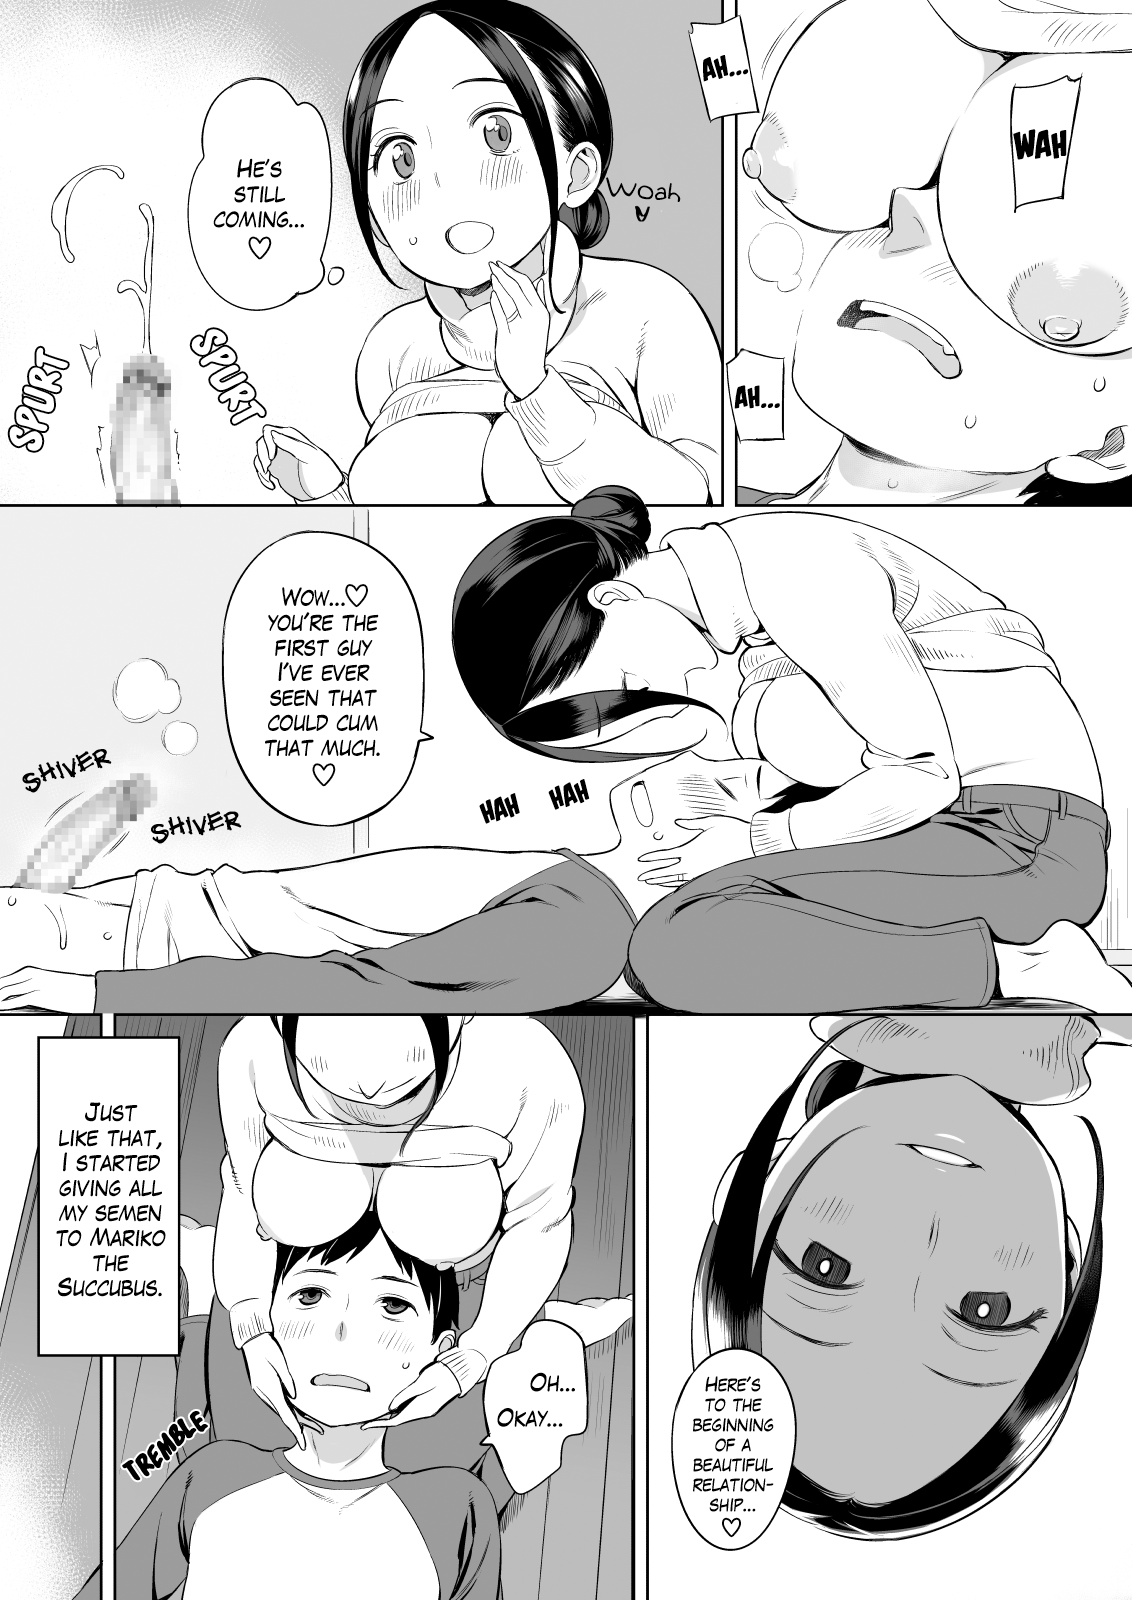 AH...
WAH
AH...
HE'S
STILL
COMING...
♡
Woah
SPURT
SPURT
WOW...♡
YOU'RE THE
FIRST GUY
I'VE EVER
SEEN THAT
COULD CUM
THAT MUCH.
♡
SHIVER
SHIVER
HAH HAH
HERE'S
TO THE
BEGINNING
OF A
BEAUTIFUL
RELATION-
SHIP...
♡
JUST
LIKE THAT,
I STARTED
GIVING ALL
MY SEMEN
TO MARIKO
THE
SUCCUBUS.
OH...
OKAY...
TREMBLE